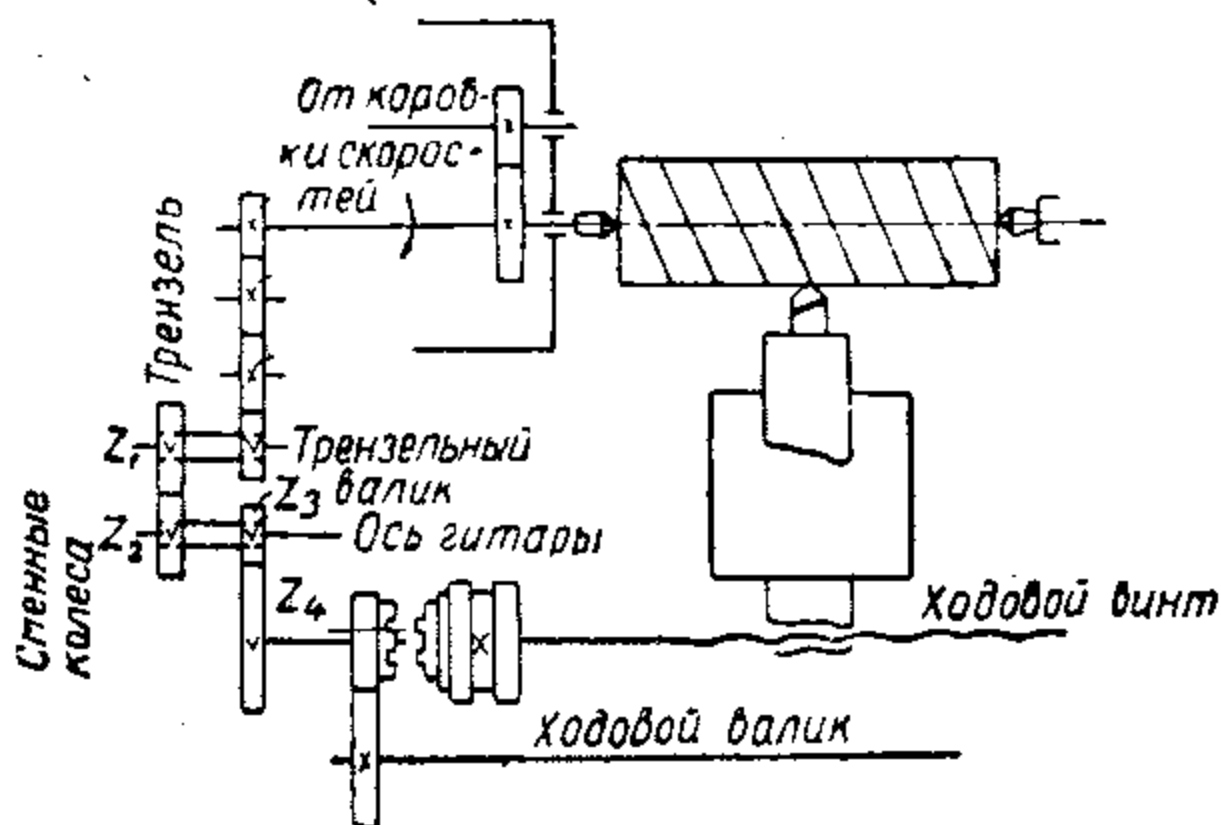 От короб-
ки скорос-
тей
Трензель
Z₁
Трензельный
валик
Z₃
Z₂
Ось гитары
Сменные
колеса
Z₄
Ходовой винт
Ходовой валик